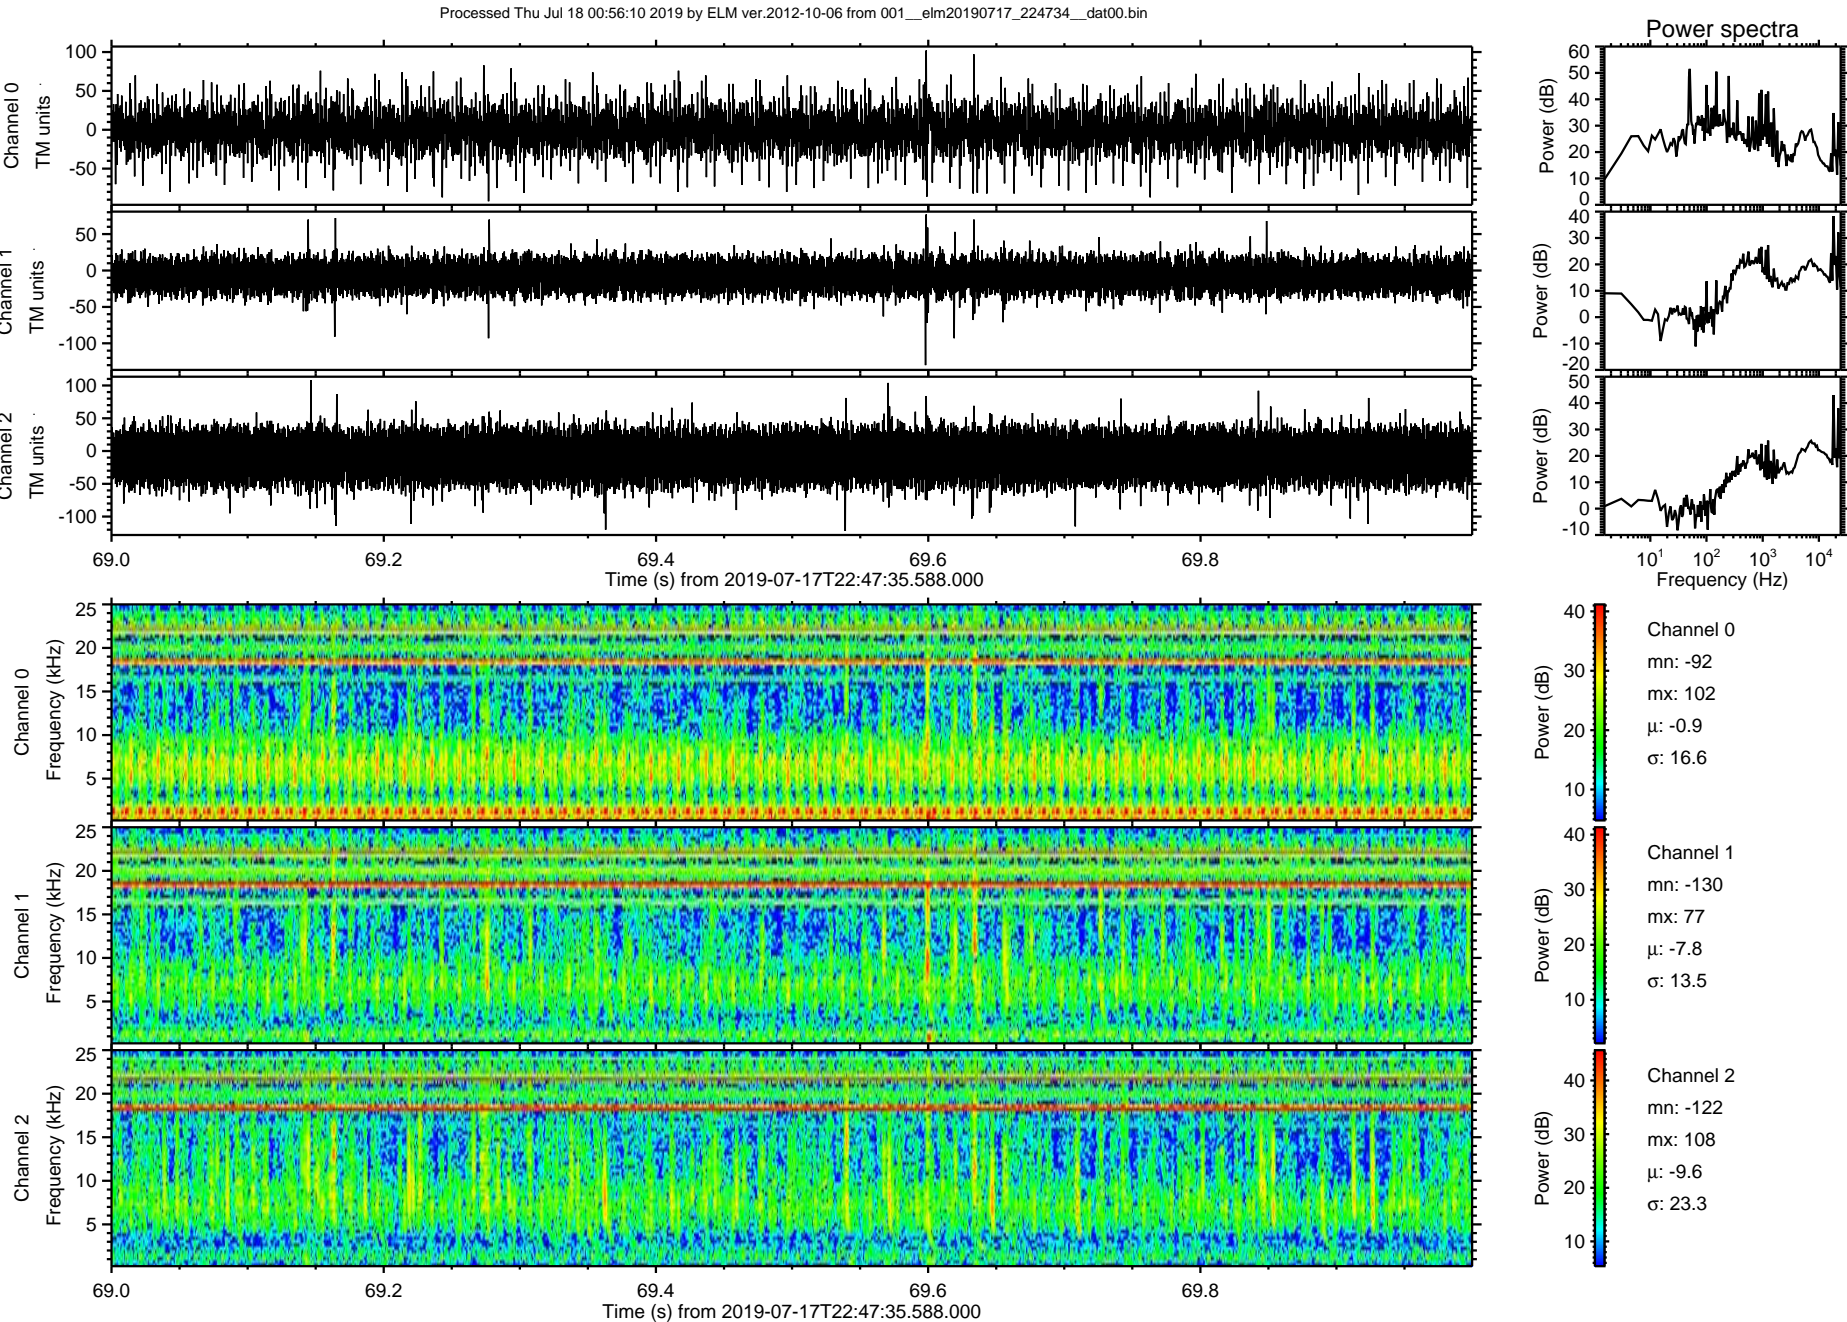 Processed Thu Jul 18 00:56:10 2019 by ELM ver.2012-10-06 from 001__elm20190717_224734__dat00.bin
Power spectra
Channel 0
TM units
100
50
0
-50
Power (dB)
60
50
40
30
20
10
0
Channel 1
TM units
50
0
-50
-100
Power (dB)
40
30
20
10
0
-10
-20
Channel 2
TM units
100
50
0
-50
-100
Power (dB)
50
40
30
20
10
0
-10
69.0 69.2 69.4 69.6 69.8
Time (s) from 2019-07-17T22:47:35.588.000
10^1 10^2 10^3 10^4
Frequency (Hz)
Channel 0
Frequency (kHz)
25
20
15
10
5
Power (dB)
40
30
20
10
Channel 0
mn: -92
mx: 102
μ: -0.9
σ: 16.6
Channel 1
Frequency (kHz)
25
20
15
10
5
Power (dB)
40
30
20
10
Channel 1
mn: -130
mx: 77
μ: -7.8
σ: 13.5
Channel 2
Frequency (kHz)
25
20
15
10
5
Power (dB)
40
30
20
10
Channel 2
mn: -122
mx: 108
μ: -9.6
σ: 23.3
69.0 69.2 69.4 69.6 69.8
Time (s) from 2019-07-17T22:47:35.588.000